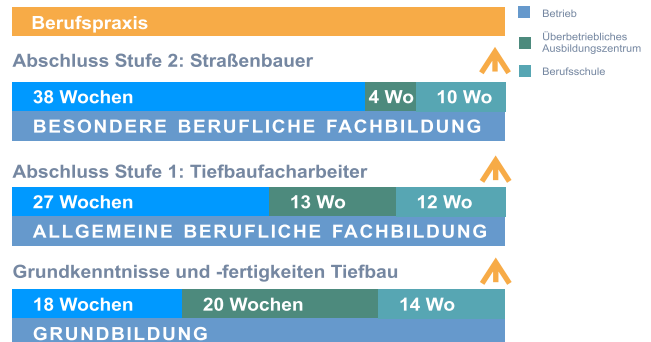 Berufspraxis
Betrieb
Überbetriebliches
Ausbildungszentrum
Berufsschule
Abschluss Stufe 2: Straßenbauer
38 Wochen 4 Wo 10 Wo
BESONDERE BERUFLICHE FACHBILDUNG
Abschluss Stufe 1: Tiefbaufacharbeiter
27 Wochen 13 Wo 12 Wo
ALLGEMEINE BERUFLICHE FACHBILDUNG
Grundkenntnisse und -fertigkeiten Tiefbau
18 Wochen 20 Wochen 14 Wo
GRUNDBILDUNG